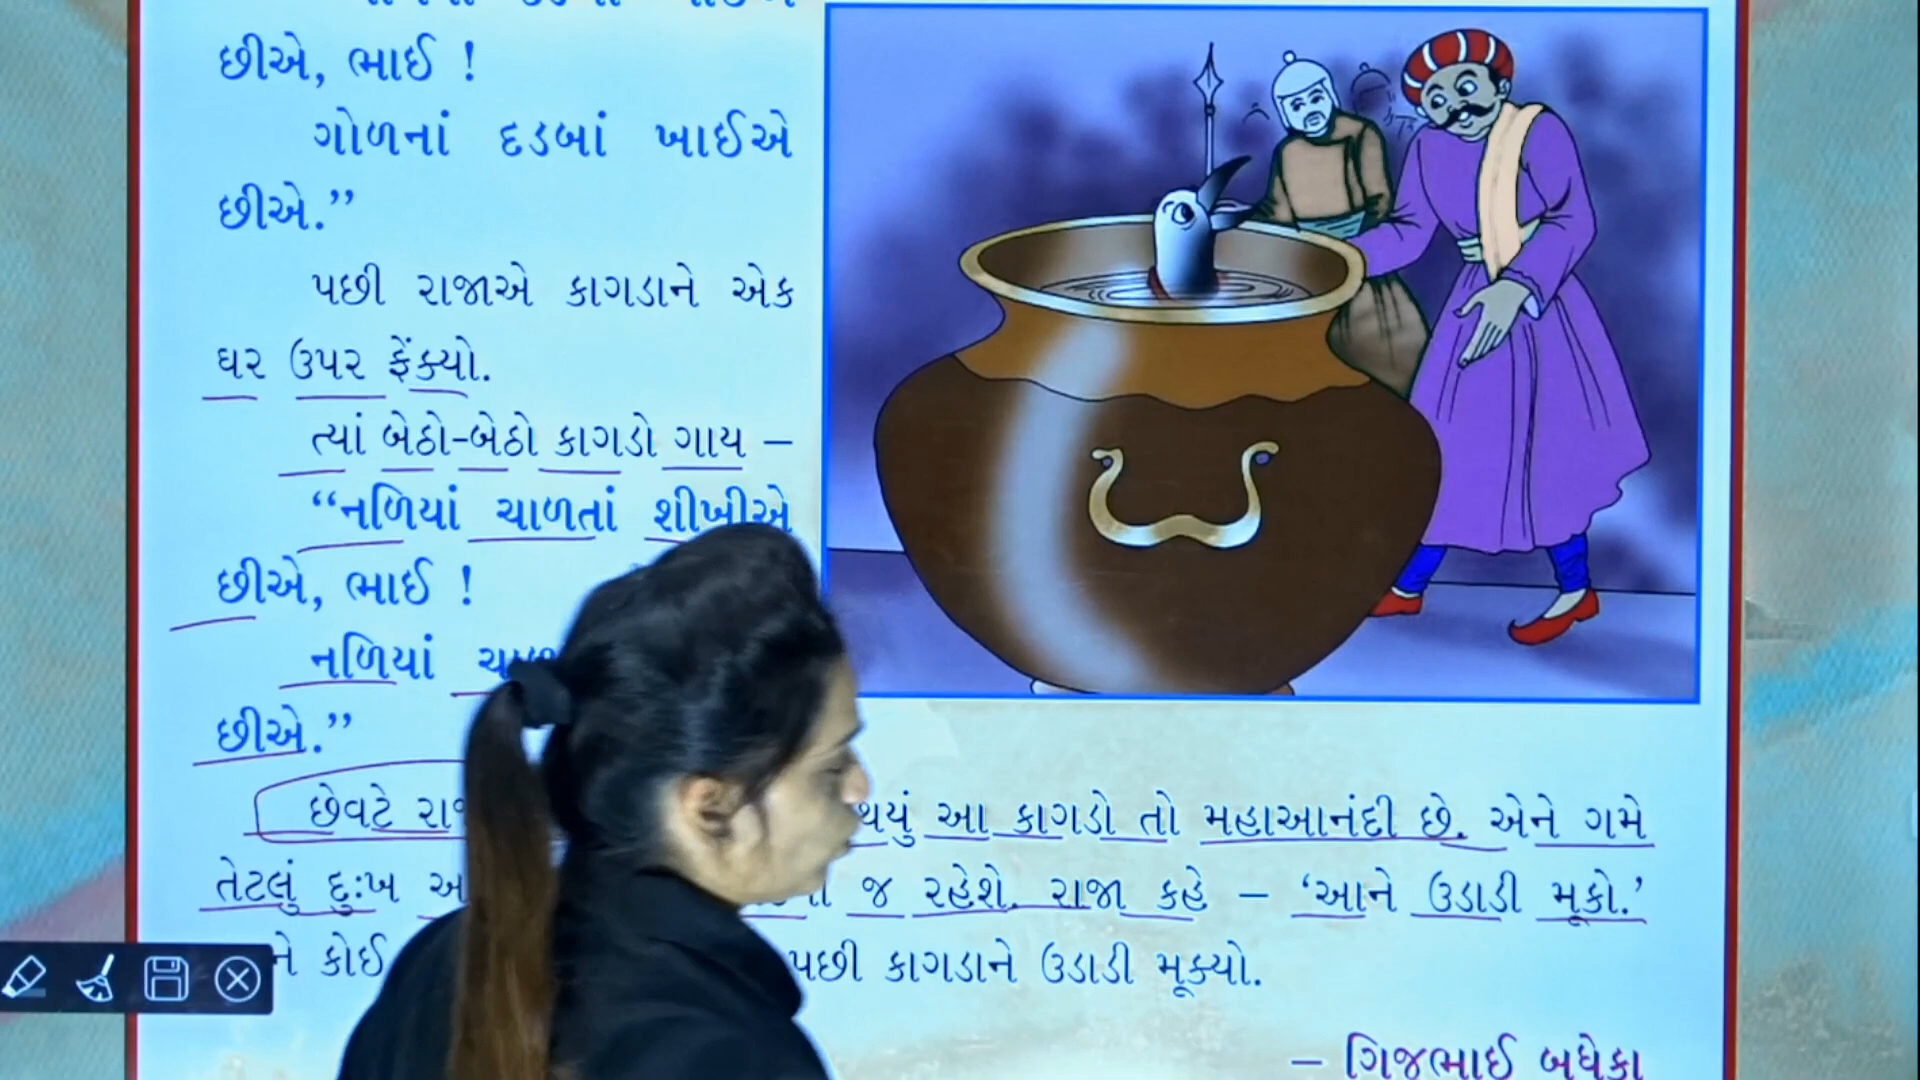 છીએ, ભાઈ !
ગોળનાં દડબાં ખાઈએ
છીએ.”
પછી રાજાએ કાગડાને એક
ઘર ઉપર ફેંક્યો.
ત્યાં બેઠો-બેઠો કાગડો ગાય –
“નળિયાં ચાળતાં શીખીએ
છીએ, ભાઈ !
નળિયાં
છીએ.”
છેવટે થયું આ કાગડો તો મહાઆનંદી છે. એને ગમે
તેટલું દુઃખ જ રહેશે. રાજા કહે – ‘આને ઉડાડી મૂકો.’
કોઈ પછી કાગડાને ઉડાડી મૂક્યો.
– ગિજુભાઈ બધેકા